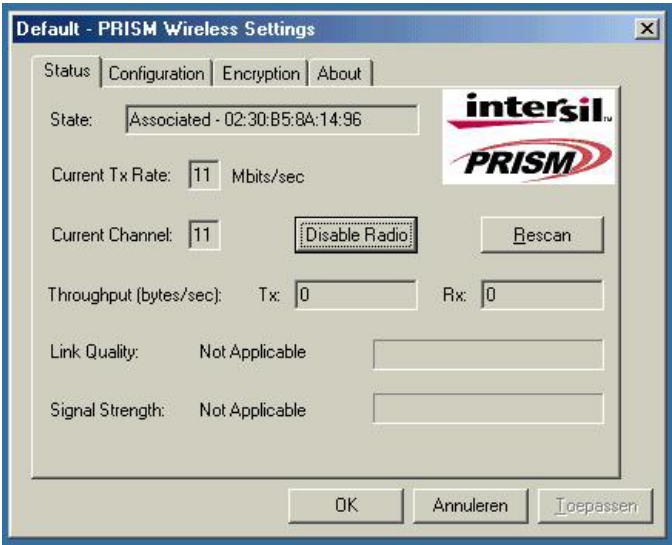 Default - PRISM Wireless Settings
Status Configuration Encryption About
intersil™
PRISM
State: Associated - 02:30:B5:8A:14:96
Current Tx Rate: 11 Mbits/sec
Current Channel: 11 Disable Radio Rescan
Throughput (bytes/sec): Tx: 0 Rx: 0
Link Quality: Not Applicable
Signal Strength: Not Applicable
OK Annuleren Toepassen